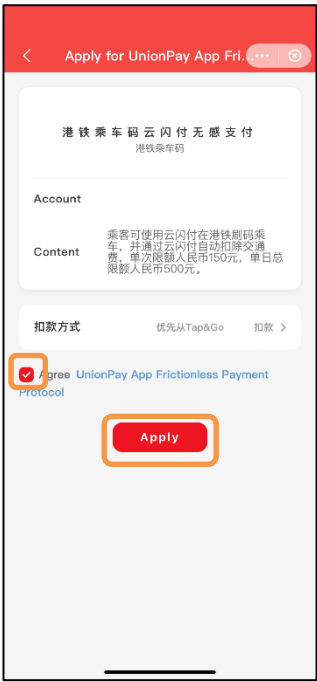 Apply for UnionPay App Fri...
港铁乘车码云闪付无感支付
港铁乘车码
Account
Content
乘客可使用云闪付在港铁刷码乘
车，并通过云闪付自动扣除交通
费，单次限额人民币150元，单日总
限额人民币500元。
扣款方式 优先从Tap&Go 扣款
Agree UnionPay App Frictionless Payment
Protocol
Apply